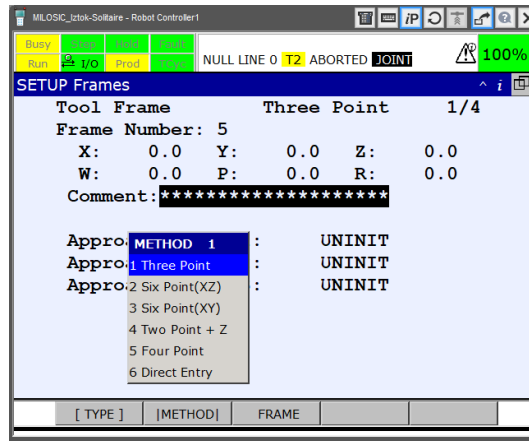 MILOSIC_Iztok-Solitaire - Robot Controller1
iP
Busy Step Hold Fault
Run I/O Prod TCyc
NULL LINE 0 T2 ABORTED JOINT
100%
SETUP Frames
i
Tool Frame Three Point 1/4
Frame Number: 5
X: 0.0 Y: 0.0 Z: 0.0
W: 0.0 P: 0.0 R: 0.0
Comment:********************
Appro : UNINIT
Appro : UNINIT
Appro : UNINIT
METHOD 1
1 Three Point
2 Six Point(XZ)
3 Six Point(XY)
4 Two Point + Z
5 Four Point
6 Direct Entry
[ TYPE ] |METHOD| FRAME